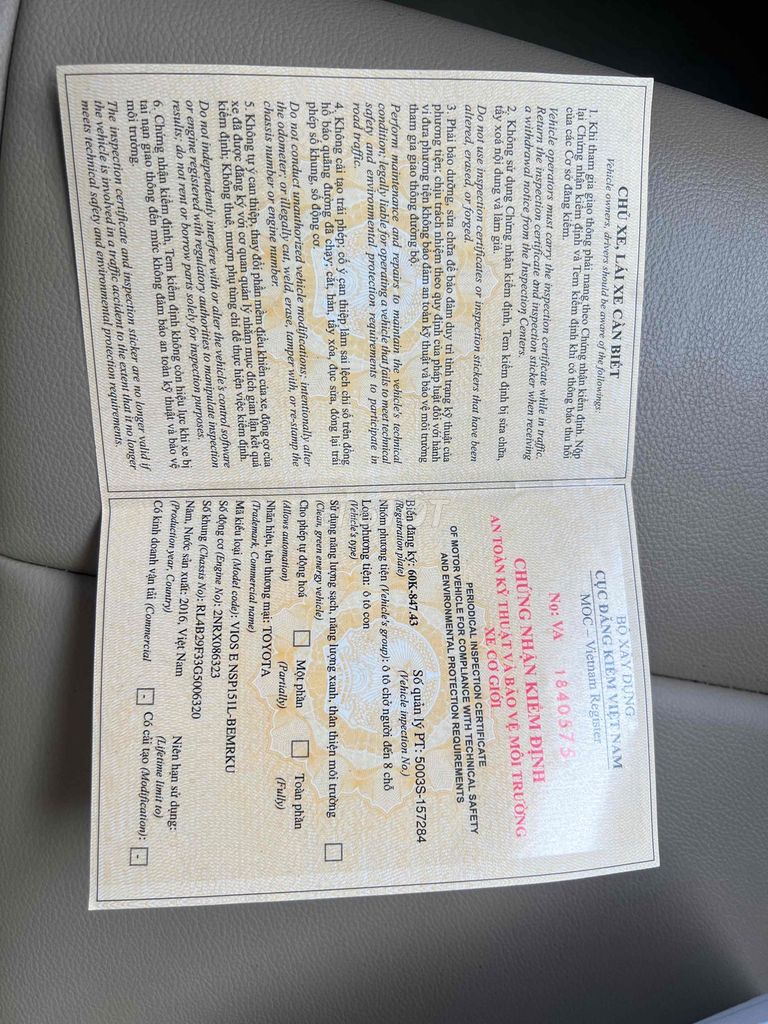 CHỦ XE, LÁI XE CẦN BIẾT
Vehicle owners, drivers should be aware of the followings:
1. Khi tham gia giao thông phải mang theo Chứng nhận kiểm định. Nộp
lại Chứng nhận kiểm định và Tem kiểm định khi có thông báo thu hồi
của các Cơ sở đăng kiểm.
Vehicle operators must carry the inspection certificate while in traffic.
Return the inspection certificate and inspection sticker when receiving
a withdrawal notice from the Inspection Centers.
2. Không sử dụng Chứng nhận kiểm định, Tem kiểm định bị sửa chữa,
tẩy xoá nội dung và làm giả.
Do not use inspection certificates or inspection stickers that have been
altered, erased, or forged.
3. Phải bảo dưỡng, sửa chữa để bảo đảm duy trì tình trạng kỹ thuật của
phương tiện; chịu trách nhiệm theo quy định của pháp luật đối với hành
vi đưa phương tiện không bảo đảm an toàn kỹ thuật và bảo vệ môi trường
tham gia giao thông đường bộ.
Perform maintenance and repairs to maintain the vehicle's technical
condition; legally liable for operating a vehicle that fails to meet technical
safety and environmental protection requirements to participate in
road traffic.
4. Không cải tạo trái phép; cố ý can thiệp làm sai lệch chỉ số trên đồng
hồ báo quãng đường đã chạy; cắt, hàn, tẩy xóa, đục sửa, đóng lại trái
phép số khung, số động cơ
Do not conduct unauthorized vehicle modifications; intentionally alter
the odometer; or illegally cut, weld, erase, tamper with or re-stamp the
chassis number or engine number.
5. Không tự ý can thiệp, thay đổi phần mềm điều khiển của xe, động cơ của
xe đã được đăng ký với cơ quan quản lý nhằm mục đích gian lận kết quả
kiểm định; Không thuê, mượn phụ tùng chỉ để thực hiện việc kiểm định.
Do not independently interfere with or alter the vehicle's control software
or engine registered with regulatory authorities to manipulate inspection
results; do not rent or borrow parts solely for inspection purposes.
6. Chứng nhận kiểm định, Tem kiểm định không còn hiệu lực khi xe bị
tai nạn giao thông đến mức không đảm bảo an toàn kỹ thuật và bảo vệ
môi trường.
The inspection certificate and inspection sticker are no longer valid if
the vehicle is involved in a traffic accident to the extent that it no longer
meets technical safety and environmental protection requirements.
BỘ XÂY DỰNG
CỤC ĐĂNG KIỂM VIỆT NAM
MOC – Vietnam Register
No: VA 1840575
CHỨNG NHẬN KIỂM ĐỊNH
AN TOÀN KỸ THUẬT VÀ BẢO VỆ MÔI TRƯỜNG
XE CƠ GIỚI
PERIODICAL INSPECTION CERTIFICATE
OF MOTOR VEHICLE FOR COMPLIANCE WITH TECHNICAL SAFETY
AND ENVIRONMENTAL PROTECTION REQUIREMENTS
Biển đăng ký: 60K-847.43 Số quản lý PT: 5003S-157284
(Registration plate) (Vehicle inpection No.)
Nhóm phương tiện (Vehicle's group): ô tô chở người đến 8 chỗ
Loại phương tiện: ô tô con
(Vehicle's type)
Sử dụng năng lượng sạch, năng lượng xanh, thân thiện môi trường
(Clean, green energy vehicle)
Cho phép tự động hoá Một phần Toàn phần
(Allows automation) (Partially) (Fully)
Nhãn hiệu, tên thương mại: TOYOTA
(Trademark, Commercial name)
Mã kiểu loại (Model code): VIOS E NSP151L-BEMRKU
Số động cơ (Engine No): 2NRX086323
Số khung (Chassis No): RL4B29F33G5006320
Năm, Nước sản xuất: 2016, Việt Nam Niên hạn sử dụng:
(Production year, Country) (Lifetime limit to)
Có kinh doanh vận tải (Commercial - Có cải tạo (Modification): -